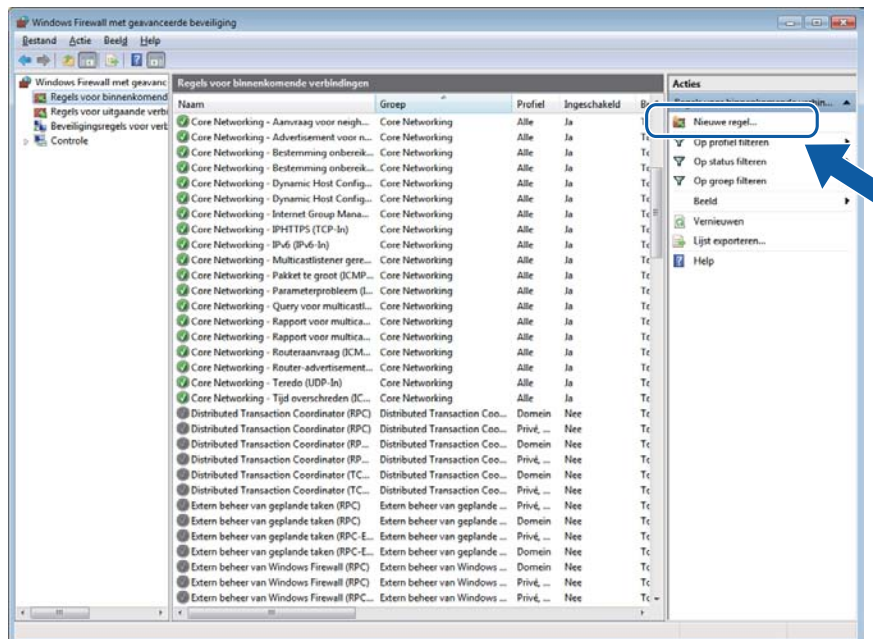 Windows Firewall met geavanceerde beveiliging
Bestand Actie Beeld Help
Windows Firewall met geavanc
Regels voor binnenkomend
Regels voor uitgaande verbi
Beveiligingsregels voor vert
Controle
Regels voor binnenkomende verbindingen
Naam Groep Profiel Ingeschakeld
Core Networking - Aanvraag voor neigh... Core Networking Alle Ja
Core Networking - Advertisement voor n... Core Networking Alle Ja
Core Networking - Bestemming onbereik... Core Networking Alle Ja
Core Networking - Bestemming onbereik... Core Networking Alle Ja
Core Networking - Dynamic Host Config... Core Networking Alle Ja
Core Networking - Dynamic Host Config... Core Networking Alle Ja
Core Networking - Internet Group Mana... Core Networking Alle Ja
Core Networking - IPHTTPS (TCP-In) Core Networking Alle Ja
Core Networking - IPv6 (IPv6-In) Core Networking Alle Ja
Core Networking - Multicastlistener gere... Core Networking Alle Ja
Core Networking - Pakket te groot (ICMP... Core Networking Alle Ja
Core Networking - Parameterprobleem (I... Core Networking Alle Ja
Core Networking - Query voor multicastl... Core Networking Alle Ja
Core Networking - Rapport voor multica... Core Networking Alle Ja
Core Networking - Rapport voor multica... Core Networking Alle Ja
Core Networking - Routeraanvraag (ICM... Core Networking Alle Ja
Core Networking - Router-advertisement... Core Networking Alle Ja
Core Networking - Teredo (UDP-In) Core Networking Alle Ja
Core Networking - Tijd overschreden (IC... Core Networking Alle Ja
Distributed Transaction Coordinator (RPC) Distributed Transaction Coo... Domein Nee
Distributed Transaction Coordinator (RPC) Distributed Transaction Coo... Privé, ... Nee
Distributed Transaction Coordinator (RP... Distributed Transaction Coo... Domein Nee
Distributed Transaction Coordinator (RP... Distributed Transaction Coo... Privé, ... Nee
Distributed Transaction Coordinator (TC... Distributed Transaction Coo... Domein Nee
Distributed Transaction Coordinator (TC... Distributed Transaction Coo... Privé, ... Nee
Extern beheer van geplande taken (RPC) Extern beheer van geplande ... Privé, ... Nee
Extern beheer van geplande taken (RPC) Extern beheer van geplande ... Domein Nee
Extern beheer van geplande taken (RPC-E... Extern beheer van geplande ... Privé, ... Nee
Extern beheer van geplande taken (RPC-E... Extern beheer van geplande ... Domein Nee
Extern beheer van Windows Firewall (RPC) Extern beheer van Windows ... Domein Nee
Extern beheer van Windows Firewall (RPC) Extern beheer van Windows ... Privé, ... Nee
Extern beheer van Windows Firewall (RPC... Extern beheer van Windows ... Privé, ... Nee
Acties
Nieuwe regel...
Op profiel filteren
Op status filteren
Op groep filteren
Beeld
Vernieuwen
Lijst exporteren...
Help